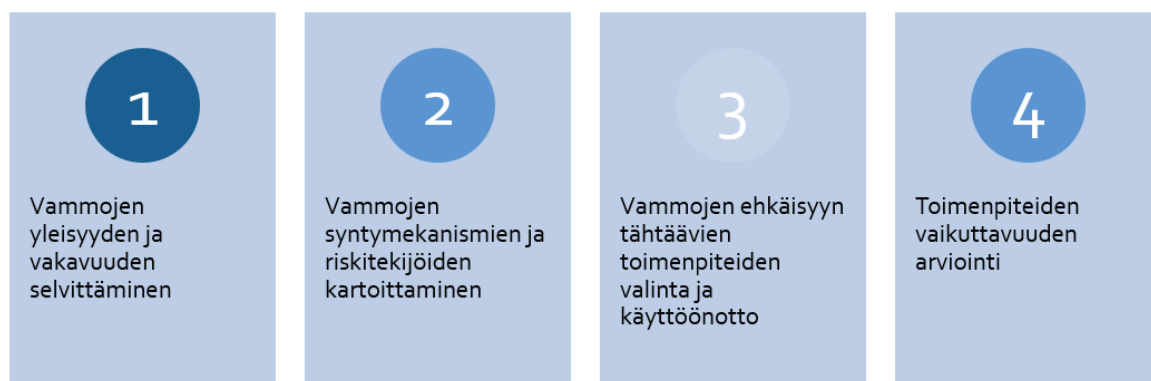 1
Vammojen
yleisyyden ja
vakavuuden
selvittäminen
2
Vammojen
syntymekanismien ja
riskitekijöiden
kartoittaminen
3
Vammojen ehkäisyyn
tähtäävien
toimenpiteiden
valinta ja
käyttöönotto
4
Toimenpiteiden
vaikuttavuuden
arviointi